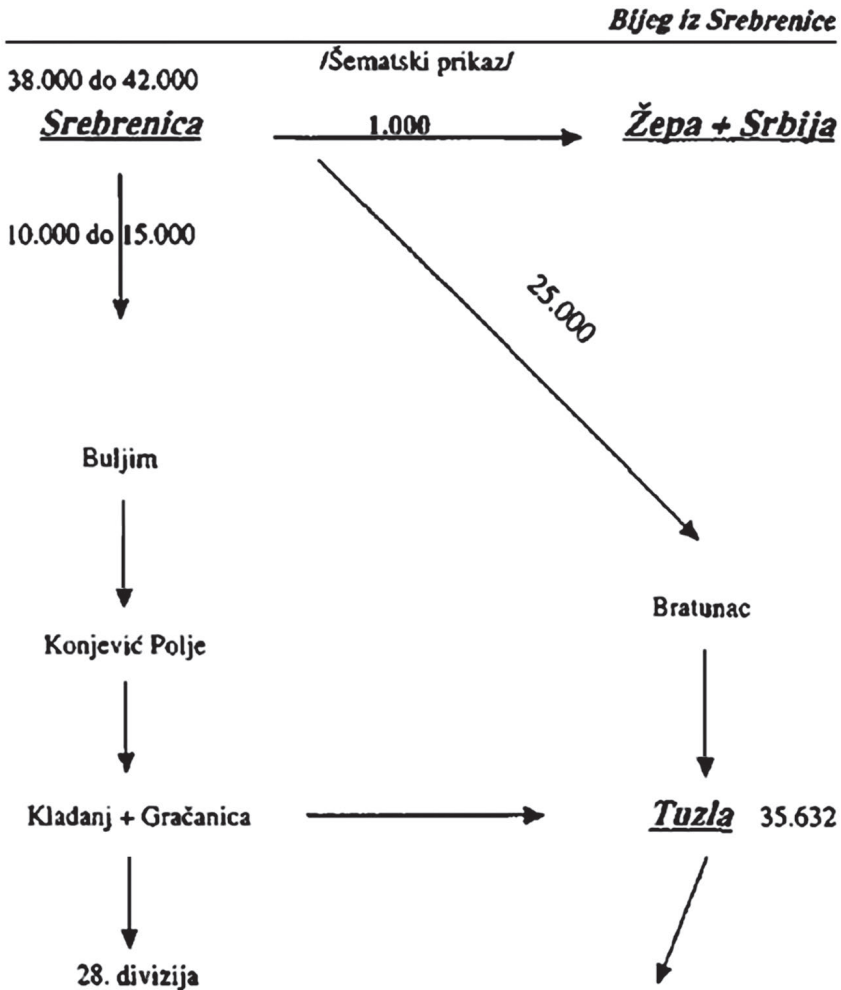 Bijeg iz Srebrenice
/Šematski prikaz/
38.000 do 42.000
Srebrenica
1.000
Žepa + Srbija
10.000 do 15.000
25.000
Buljim
Bratunac
Konjević Polje
Kladanj + Gračanica
Tuzla 35.632
28. divizija